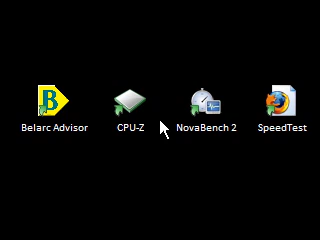 B
Belarc Advisor
CPU-Z
NovaBench 2
SpeedTest